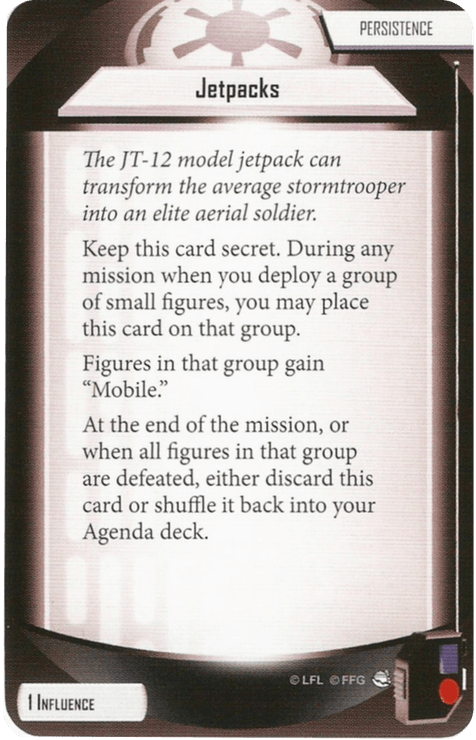 PERSISTENCE
Jetpacks
The JT-12 model jetpack can
transform the average stormtrooper
into an elite aerial soldier.
Keep this card secret. During any
mission when you deploy a group
of small figures, you may place
this card on that group.
Figures in that group gain
“Mobile.”
At the end of the mission, or
when all figures in that group
are defeated, either discard this
card or shuffle it back into your
Agenda deck.
© LFL © FFG
1 INFLUENCE